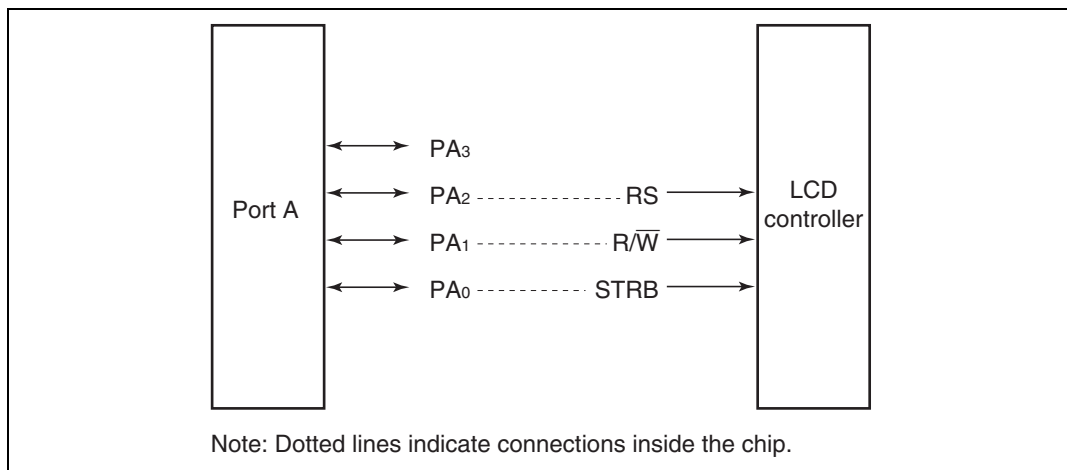 PA3
Port A PA2 RS LCD controller
PA1 R/W̅
PA0 STRB
Note: Dotted lines indicate connections inside the chip.